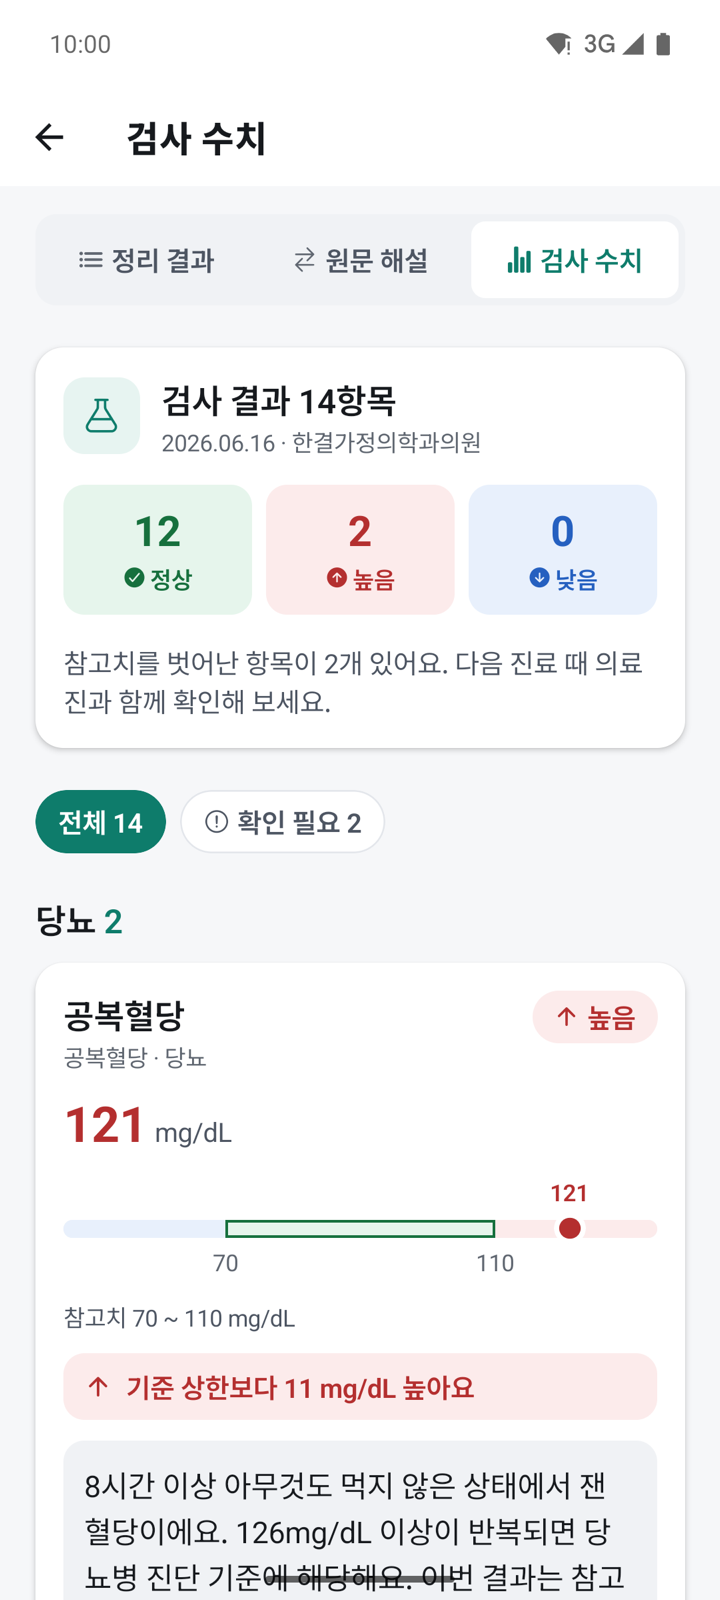 10:00
3G
검사 수치
정리 결과
원문 해설
검사 수치
검사 결과 14항목
2026.06.16 · 한결가정의학과의원
12
정상
2
높음
0
낮음
참고치를 벗어난 항목이 2개 있어요. 다음 진료 때 의료
진과 함께 확인해 보세요.
전체 14
확인 필요 2
당뇨 2
공복혈당
높음
공복혈당 · 당뇨
121 mg/dL
121
70
110
참고치 70 ~ 110 mg/dL
기준 상한보다 11 mg/dL 높아요
8시간 이상 아무것도 먹지 않은 상태에서 잰
혈당이에요. 126mg/dL 이상이 반복되면 당
뇨병 진단 기준에 해당해요. 이번 결과는 참고